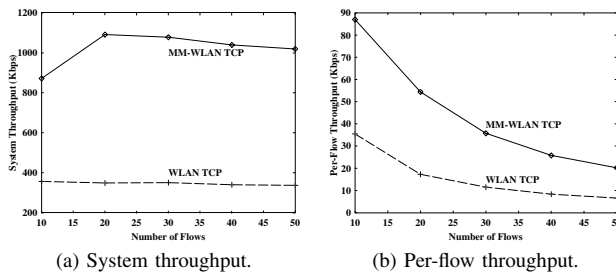 1200
1000
800
600
400
200
10 15 20 25 30 35 40 45 50
System Throughput (Kbps)
Number of Flows
MM-WLAN TCP
WLAN TCP
(a) System throughput.
90
80
70
60
50
40
30
20
10
0
10 15 20 25 30 35 40 45 50
Per-Flow Throughput (Kbps)
Number of Flows
MM-WLAN TCP
WLAN TCP
(b) Per-flow throughput.